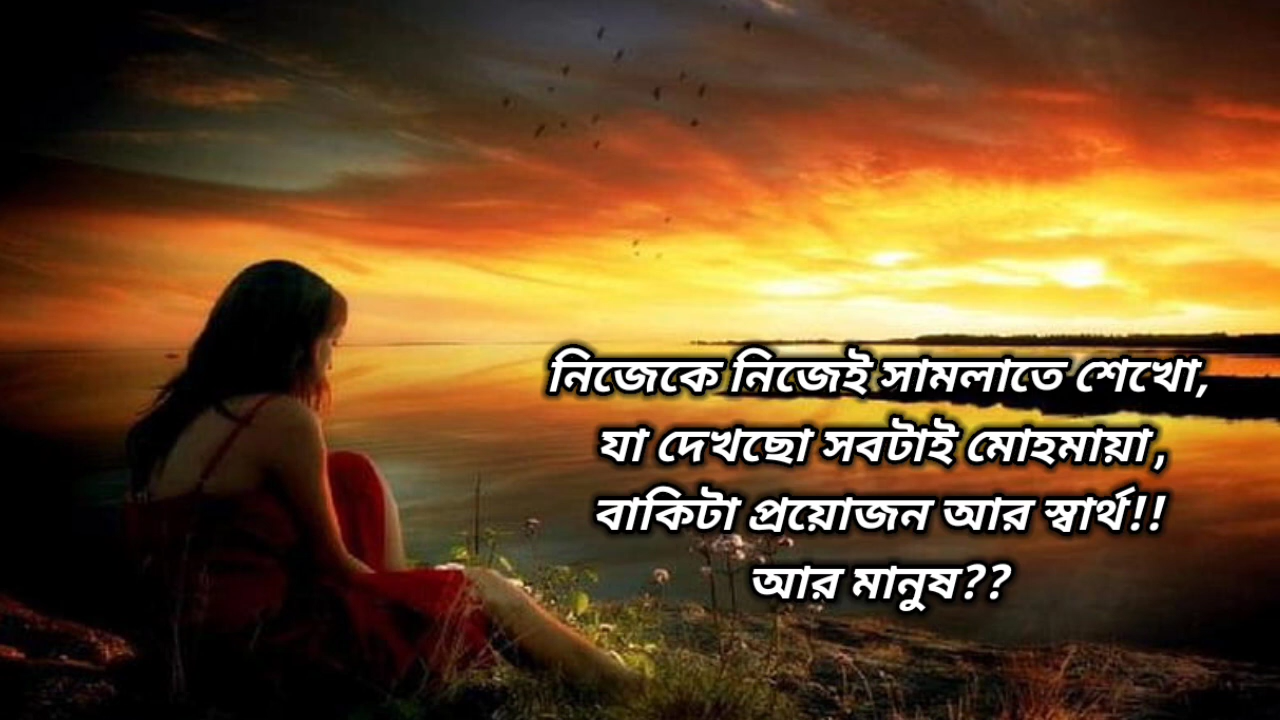 নিজেকে নিজেই সামলাতে শেখো,
যা দেখছো সবটাই মোহমায়া ,
বাকিটা প্রয়োজন আর স্বার্থ!!
আর মানুষ??